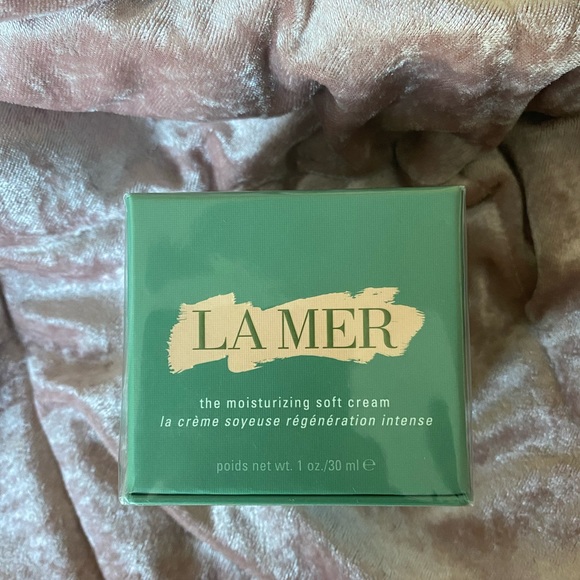 LA MER
the moisturizing soft cream
la crème soyeuse régénération intense
poids net wt. 1 oz./30 ml ℮